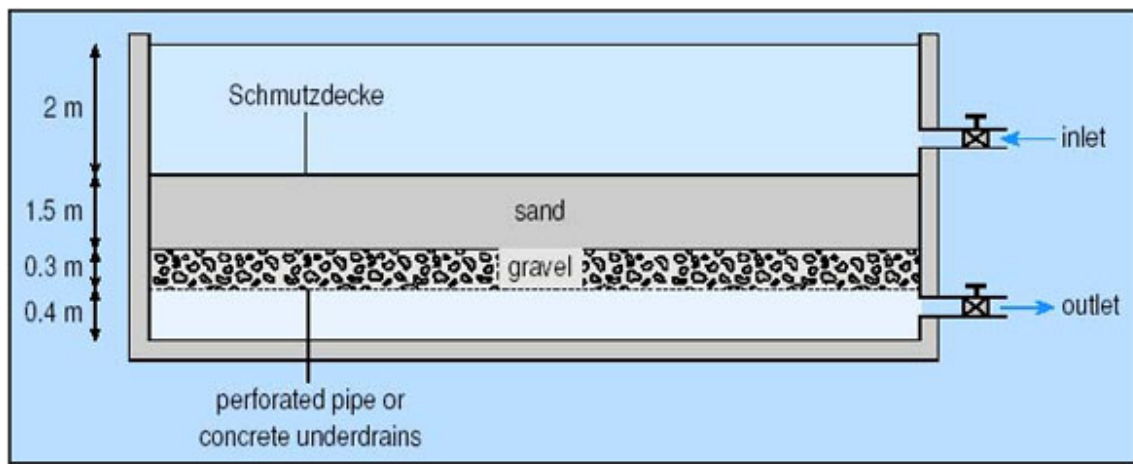 2 m
Schmutzdecke
inlet
1.5 m
sand
0.3 m
gravel
0.4 m
outlet
perforated pipe or
concrete underdrains